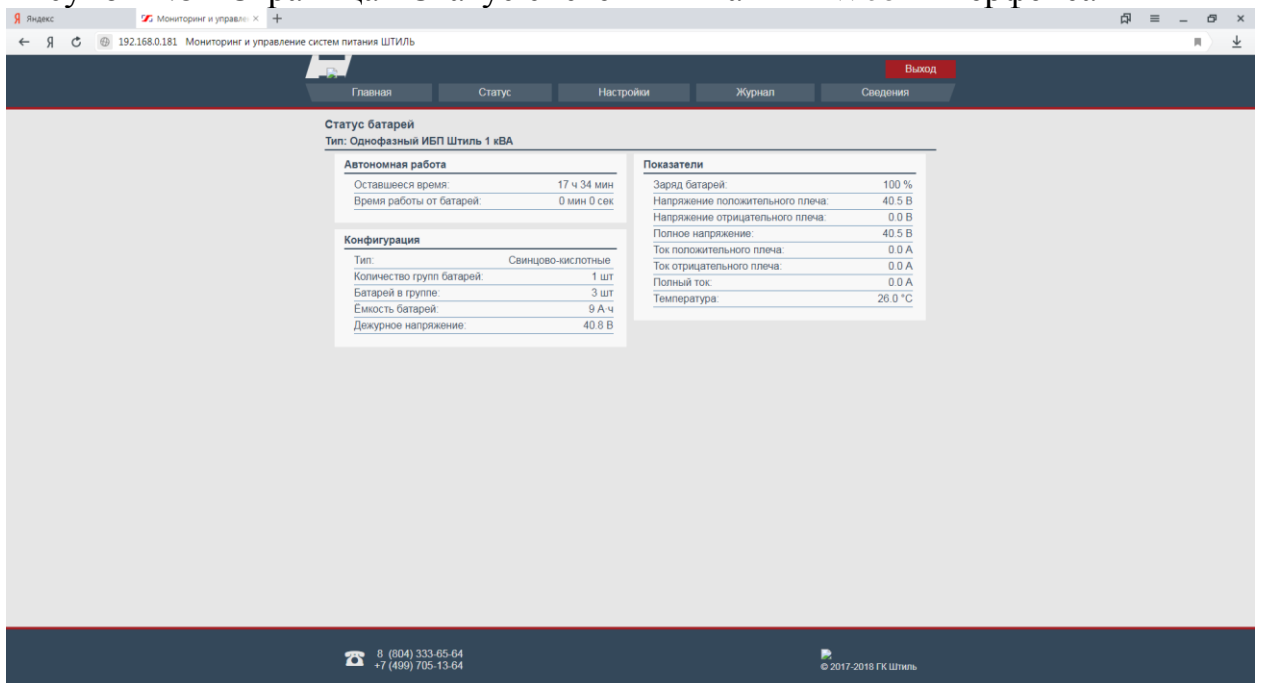 Яндекс
Мониторинг и управле
192.168.0.181 Мониторинг и управление систем питания ШТИЛЬ
Выход
Главная Статус Настройки Журнал Сведения
Статус батарей
Тип: Однофазный ИБП Штиль 1 кВА
Автономная работа
Оставшееся время: 17 ч 34 мин
Время работы от батарей: 0 мин 0 сек
Конфигурация
Тип: Свинцово-кислотные
Количество групп батарей: 1 шт
Батарей в группе: 3 шт
Ёмкость батарей: 9 А·ч
Дежурное напряжение: 40.8 В
Показатели
Заряд батарей: 100 %
Напряжение положительного плеча: 40.5 В
Напряжение отрицательного плеча: 0.0 В
Полное напряжение: 40.5 В
Ток положительного плеча: 0.0 А
Ток отрицательного плеча: 0.0 А
Полный ток: 0.0 А
Температура: 26.0 °C
8 (804) 333-65-64
+7 (499) 705-13-64
© 2017-2018 ГК Штиль